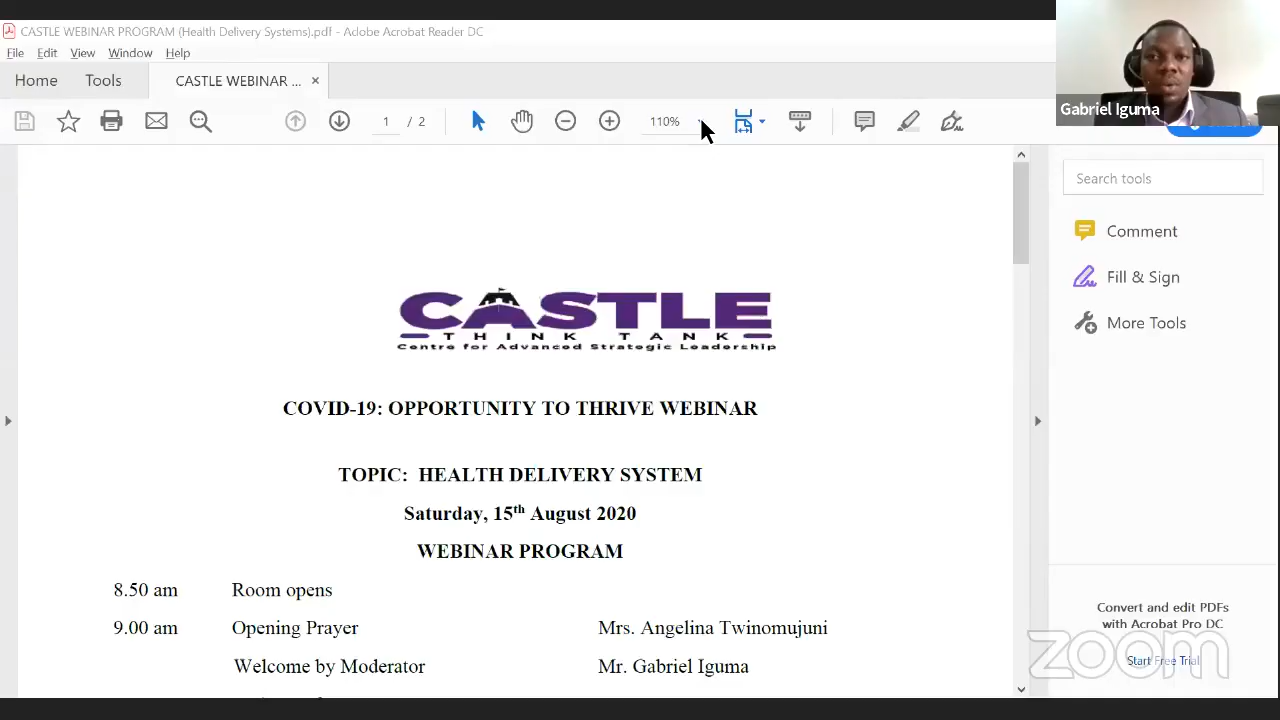 CASTLE WEBINAR PROGRAM (Health Delivery Systems).pdf - Adobe Acrobat Reader DC
File Edit View Window Help
Home Tools CASTLE WEBINAR ... ×
1 / 2 110%
Gabriel Iguma
Search tools
Comment
Fill & Sign
More Tools
CASTLE
THINK TANK
Centre for Advanced Strategic Leadership
COVID-19: OPPORTUNITY TO THRIVE WEBINAR
TOPIC: HEALTH DELIVERY SYSTEM
Saturday, 15th August 2020
WEBINAR PROGRAM
8.50 am Room opens
9.00 am Opening Prayer Mrs. Angelina Twinomujuni
Welcome by Moderator Mr. Gabriel Iguma
Convert and edit PDFs
with Acrobat Pro DC
Start Free Trial
zoom